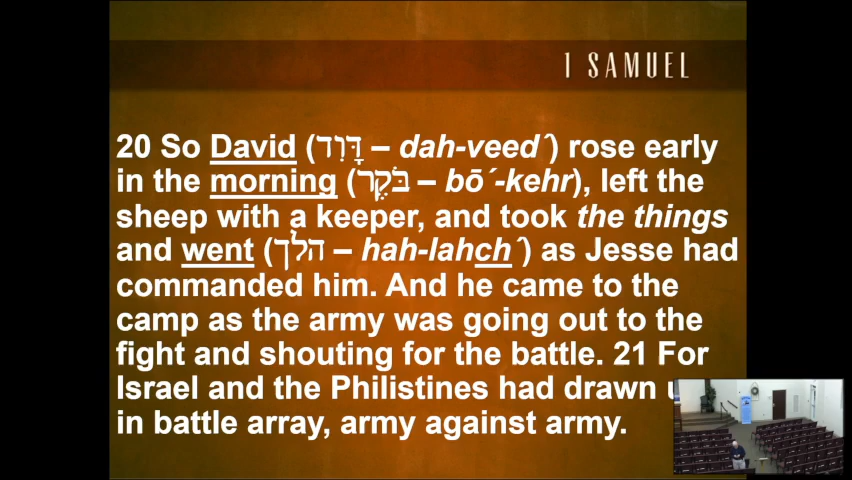 1 SAMUEL
20 So David (דָּוִד – dah-veed´) rose early
in the morning (בֹּקֶר – bō´-kehr), left the
sheep with a keeper, and took the things
and went (הלך – hah-lahch´) as Jesse had
commanded him. And he came to the
camp as the army was going out to the
fight and shouting for the battle. 21 For
Israel and the Philistines had drawn
in battle array, army against army.